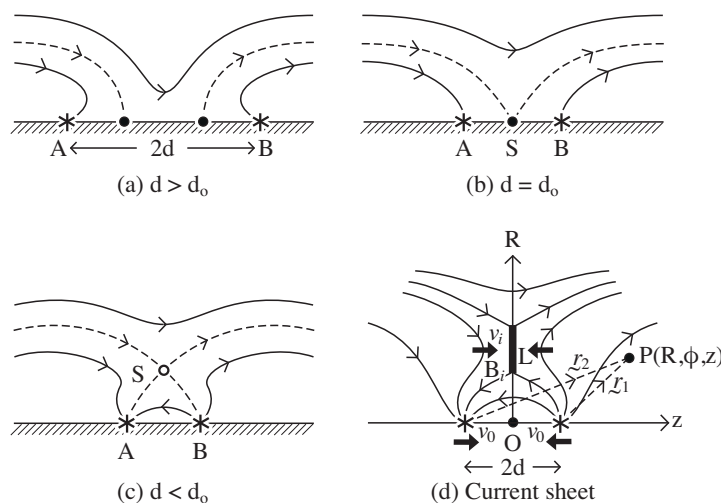 A 2d B
(a) d > d₀
A S B
(b) d = d₀
S
A B
(c) d < d₀
R
vᵢ L
Bᵢ
r₂ P(R,ϕ,z)
r₁
v₀ v₀ z
O
2d
(d) Current sheet